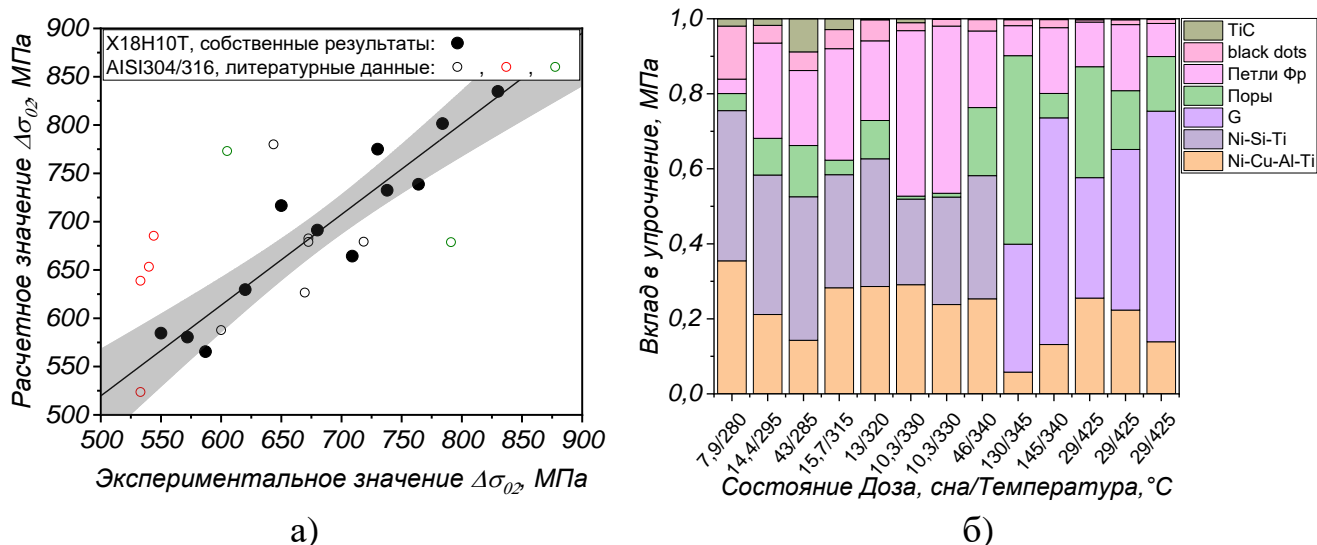 900
850
800
750
700
650
600
550
500
Расчетное значение Δσ02, МПа
Х18Н10Т, собственные результаты:
AISI304/316, литературные данные: , ,
500 550 600 650 700 750 800 850 900
Экспериментальное значение Δσ02, МПа
а)
1,0
0,8
0,6
0,4
0,2
0,0
Вклад в упрочнение, МПа
TiC
black dots
Петли Фр
Поры
G
Ni-Si-Ti
Ni-Cu-Al-Ti
7,9/280
14,4/295
43/285
15,7/315
13/320
10,3/330
10,3/330
46/340
130/345
145/340
29/425
29/425
29/425
Состояние Доза, сна/Температура,°С
б)